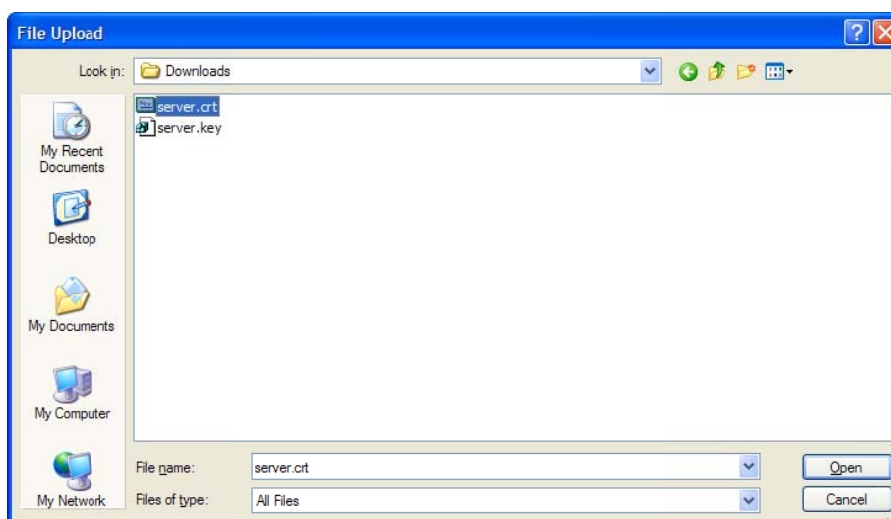 File Upload
Look in: Downloads
server.crt
server.key
My Recent
Documents
Desktop
My Documents
My Computer
My Network
File name: server.crt Open
Files of type: All Files Cancel